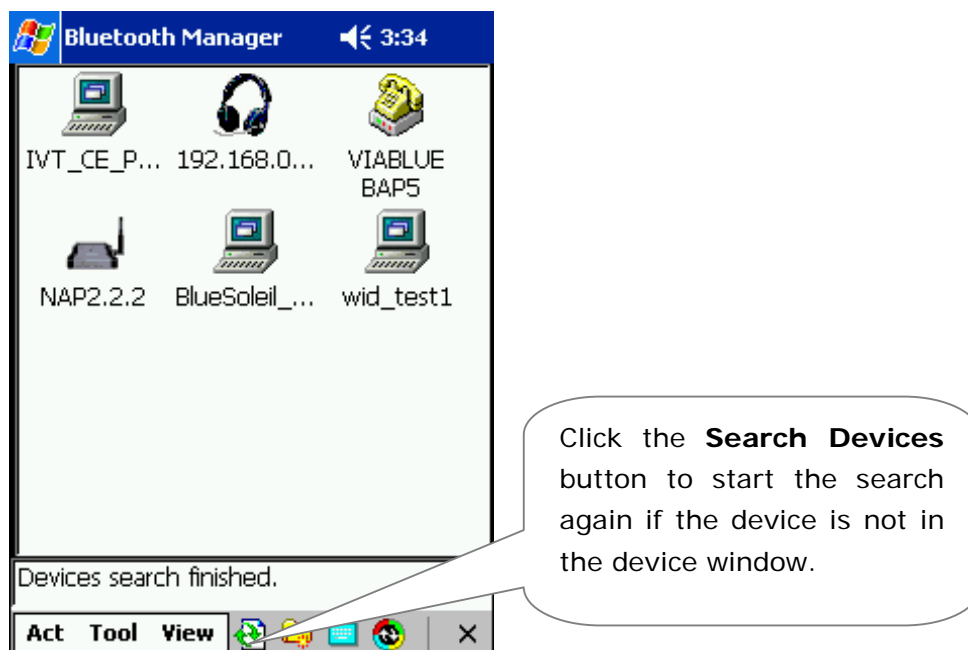 Bluetooth Manager 3:34
IVT_CE_P... 192.168.0... VIABLUE
BAP5
NAP2.2.2 BlueSoleil_... wid_test1
Devices search finished.
Act Tool View
Click the Search Devices
button to start the search
again if the device is not in
the device window.